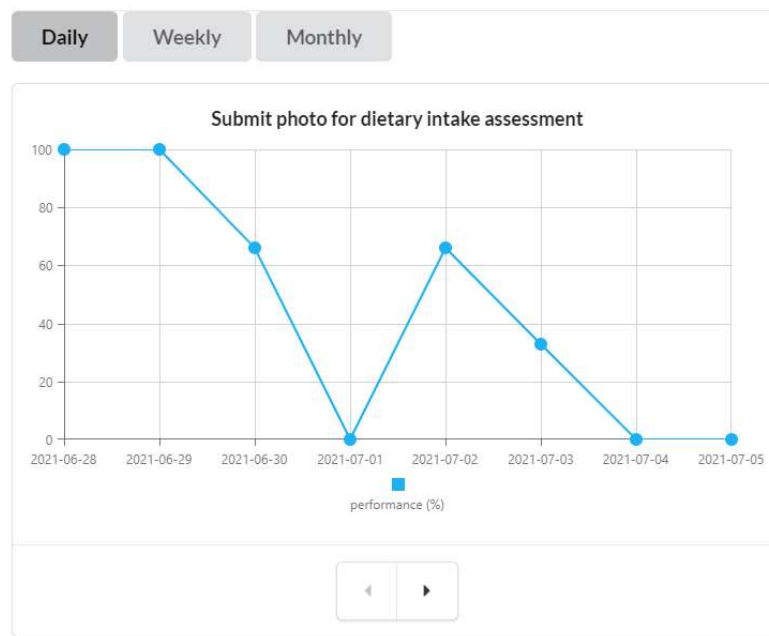 Daily Weekly Monthly
Submit photo for dietary intake assessment
100
80
60
40
20
0
2021-06-28 2021-06-29 2021-06-30 2021-07-01 2021-07-02 2021-07-03 2021-07-04 2021-07-05
performance (%)